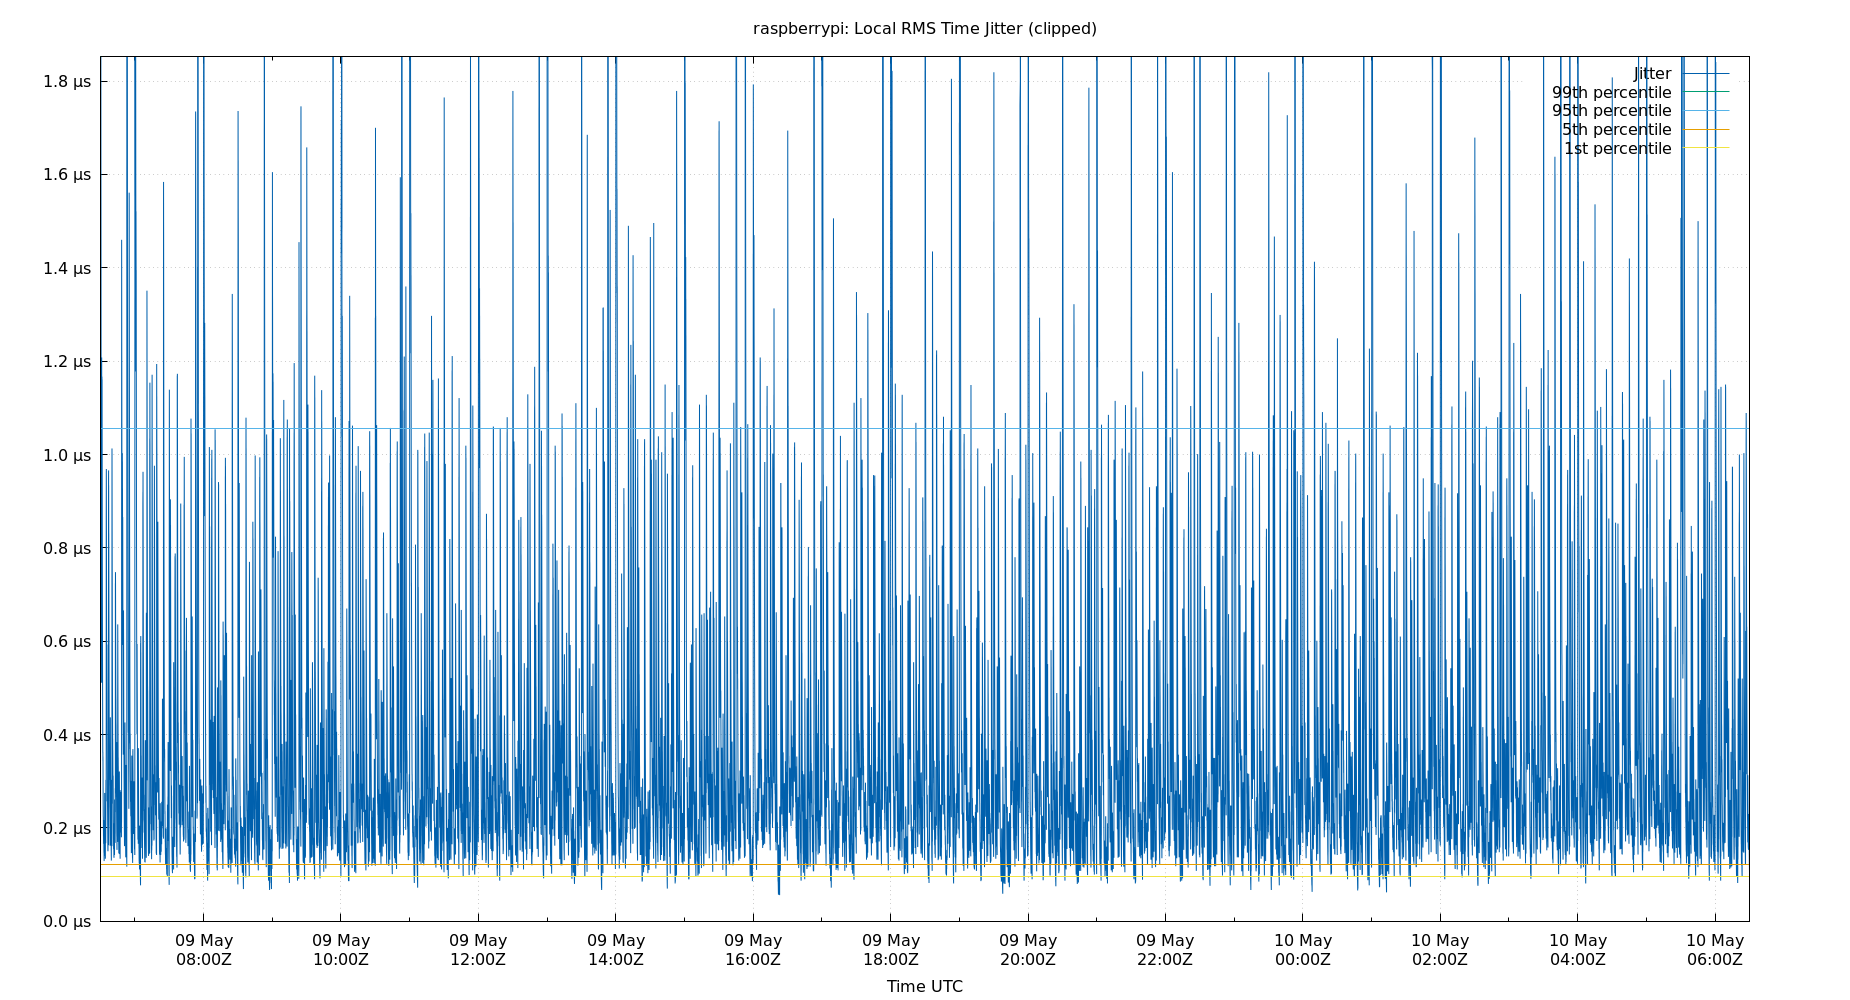 raspberrypi: Local RMS Time Jitter (clipped)
Jitter
99th percentile
95th percentile
5th percentile
1st percentile
1.8 µs
1.6 µs
1.4 µs
1.2 µs
1.0 µs
0.8 µs
0.6 µs
0.4 µs
0.2 µs
0.0 µs
09 May 09 May 09 May 09 May 09 May 09 May 09 May 09 May 10 May 10 May 10 May 10 May
08:00Z 10:00Z 12:00Z 14:00Z 16:00Z 18:00Z 20:00Z 22:00Z 00:00Z 02:00Z 04:00Z 06:00Z
Time UTC